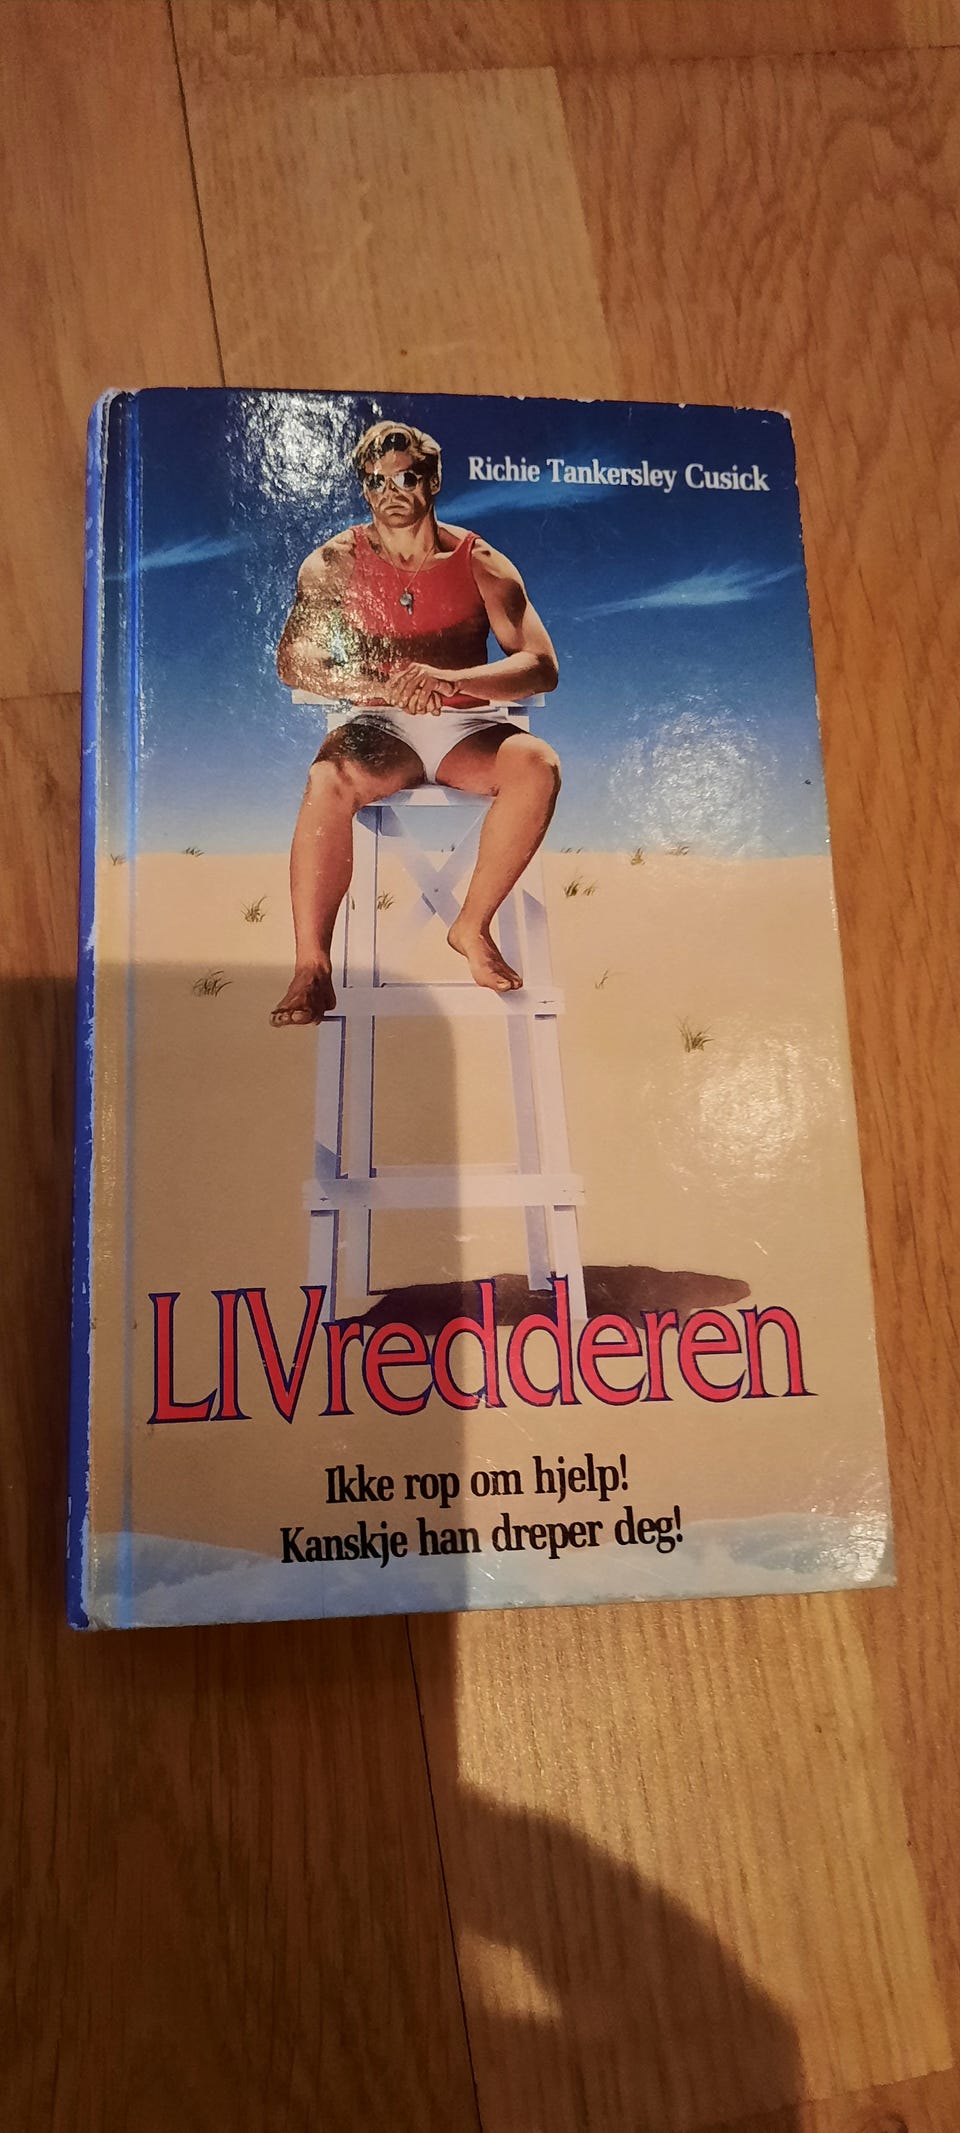 Richie Tankersley Cusick
LIVredderen
Ikke rop om hjelp!
Kanskje han dreper deg!